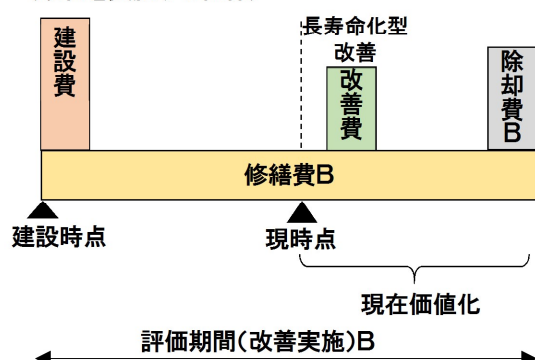 建設費
長寿命化型
改善
改善費
除却費B
修繕費B
建設時点
現時点
現在価値化
評価期間(改善実施)B